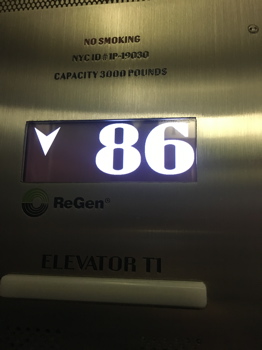 NO SMOKING
NYC ID # 1P-19030
CAPACITY 3000 POUNDS
86
ReGen®
ELEVATOR T1